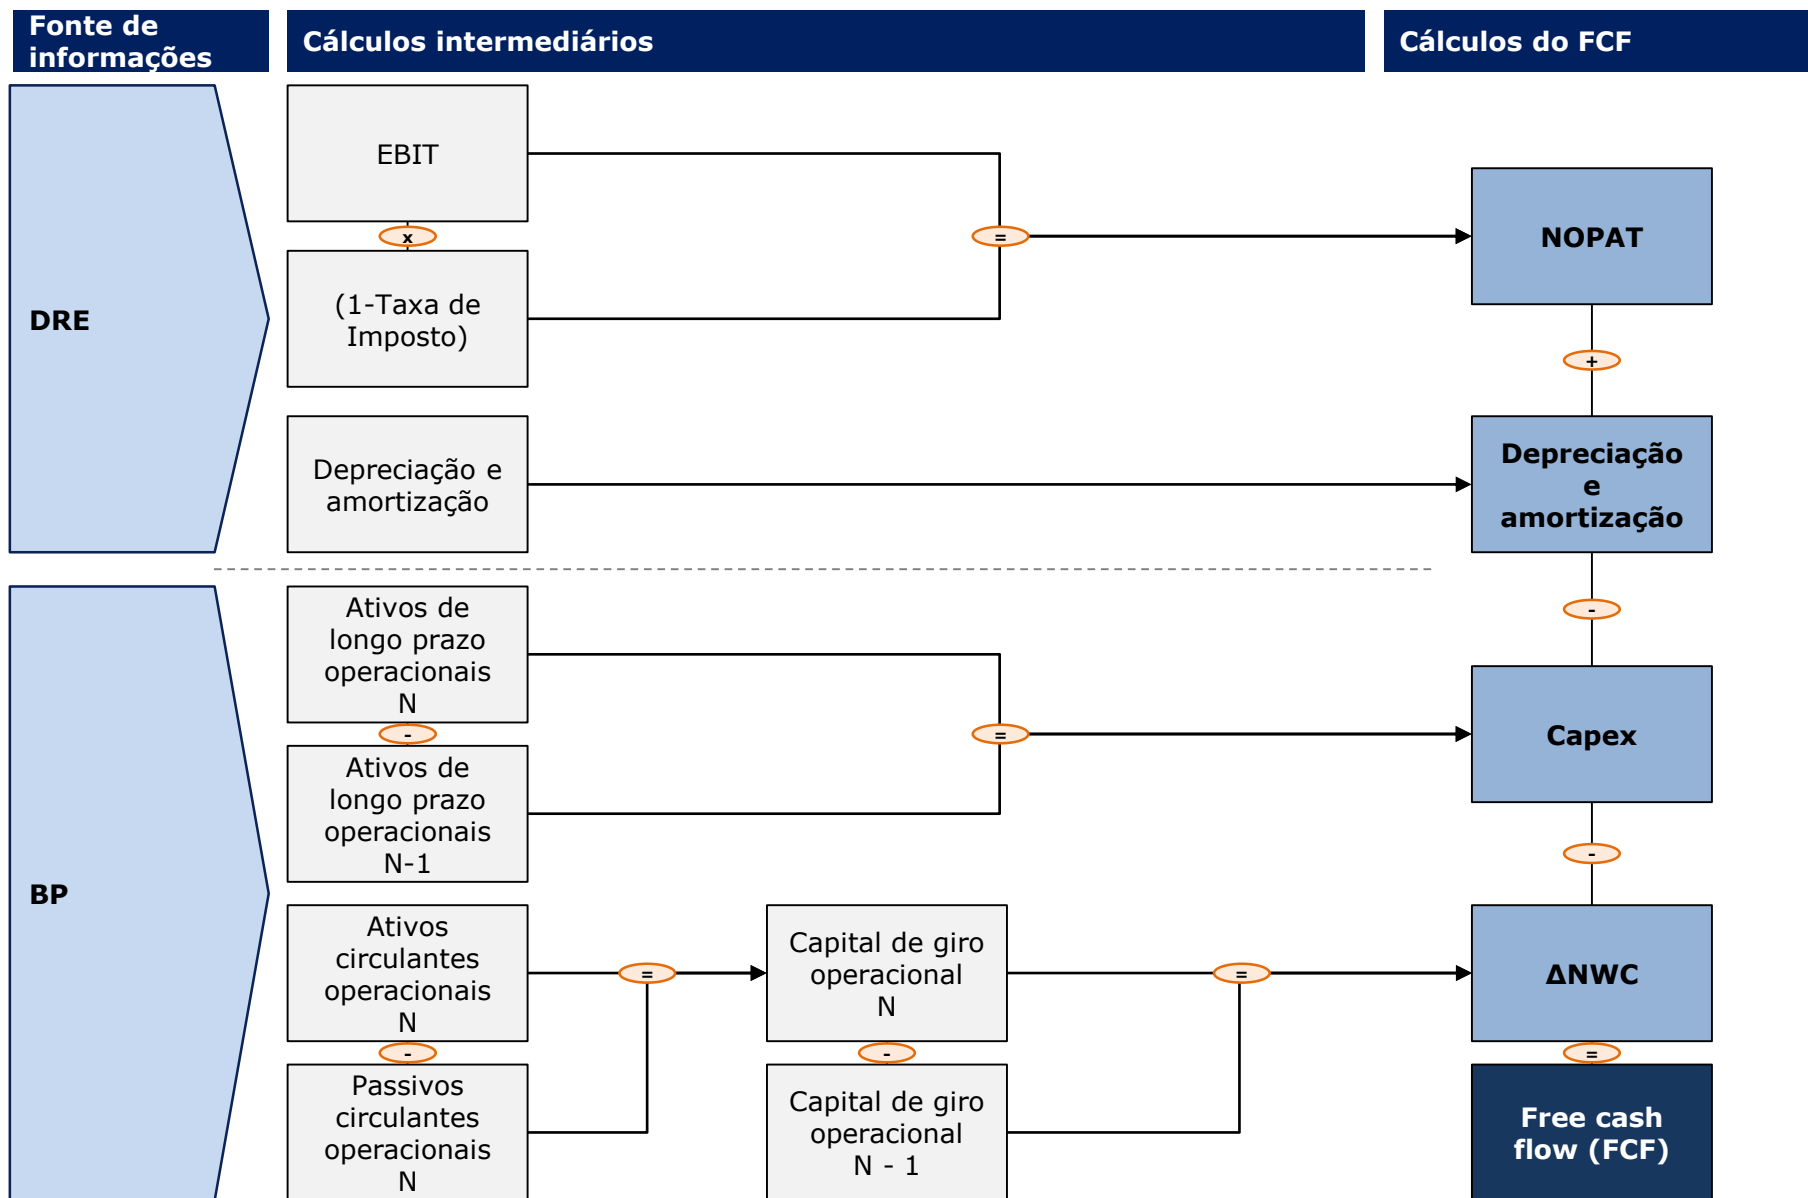 Fonte de
informações
Cálculos intermediários
Cálculos do FCF
DRE
EBIT
x
(1-Taxa de
Imposto)
=
NOPAT
+
Depreciação e
amortização
Depreciação
e
amortização
-
BP
Ativos de
longo prazo
operacionais
N
-
Ativos de
longo prazo
operacionais
N-1
=
Capex
-
Ativos
circulantes
operacionais
N
-
Passivos
circulantes
operacionais
N
=
Capital de giro
operacional
N
-
Capital de giro
operacional
N - 1
=
ΔNWC
=
Free cash
flow (FCF)